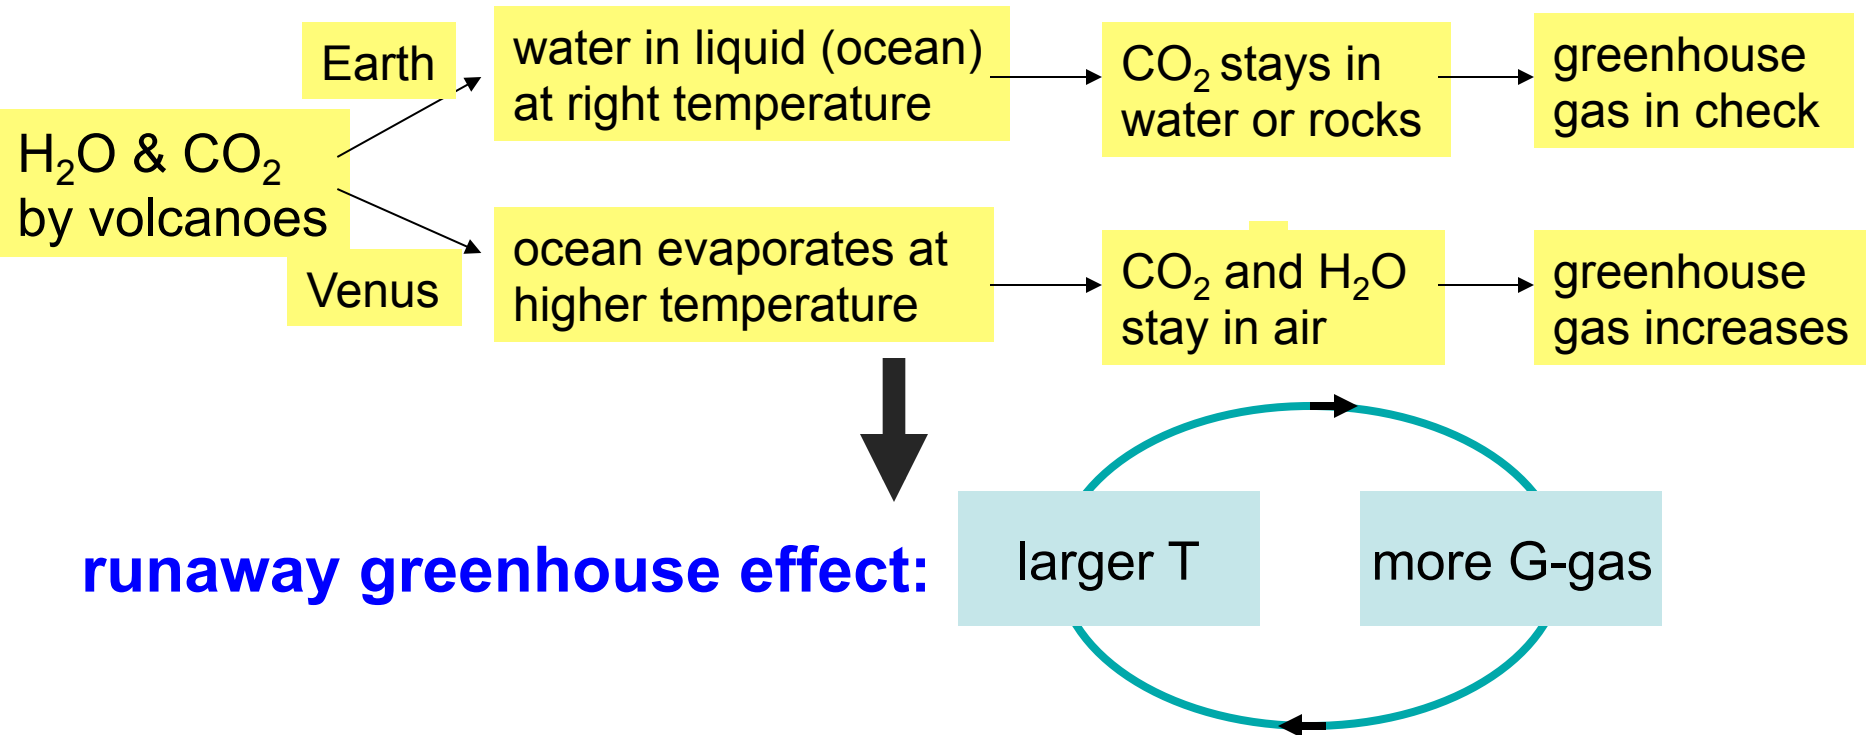 Earth
water in liquid (ocean)
at right temperature
CO₂ stays in
water or rocks
greenhouse
gas in check
H₂O & CO₂
by volcanoes
Venus
ocean evaporates at
higher temperature
CO₂ and H₂O
stay in air
greenhouse
gas increases
runaway greenhouse effect:
larger T
more G-gas